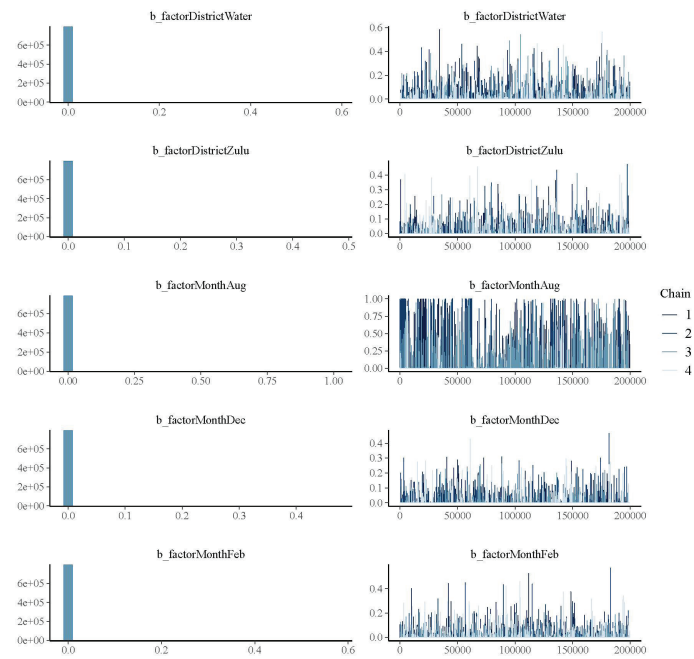 b_factorDistrictWater b_factorDistrictWater
6e+05 0.6
4e+05 0.4
2e+05 0.2
0e+00 0.0
0.0 0.2 0.4 0.6 0 50000 100000 150000 200000
b_factorDistrictZulu b_factorDistrictZulu
6e+05 0.4
4e+05 0.3
2e+05 0.2
0e+00 0.1
0.0
0.0 0.1 0.2 0.3 0.4 0.5 0 50000 100000 150000 200000
b_factorMonthAug b_factorMonthAug
6e+05 1.00
4e+05 0.75
2e+05 0.50
0e+00 0.25
0.00
0.00 0.25 0.50 0.75 1.00 0 50000 100000 150000 200000
Chain
1
2
3
4
b_factorMonthDec b_factorMonthDec
6e+05 0.4
4e+05 0.3
2e+05 0.2
0e+00 0.1
0.0
0.0 0.1 0.2 0.3 0.4 0 50000 100000 150000 200000
b_factorMonthFeb b_factorMonthFeb
6e+05 0.4
4e+05 0.2
2e+05 0.0
0e+00
0.0 0.2 0.4 0.6 0 50000 100000 150000 200000